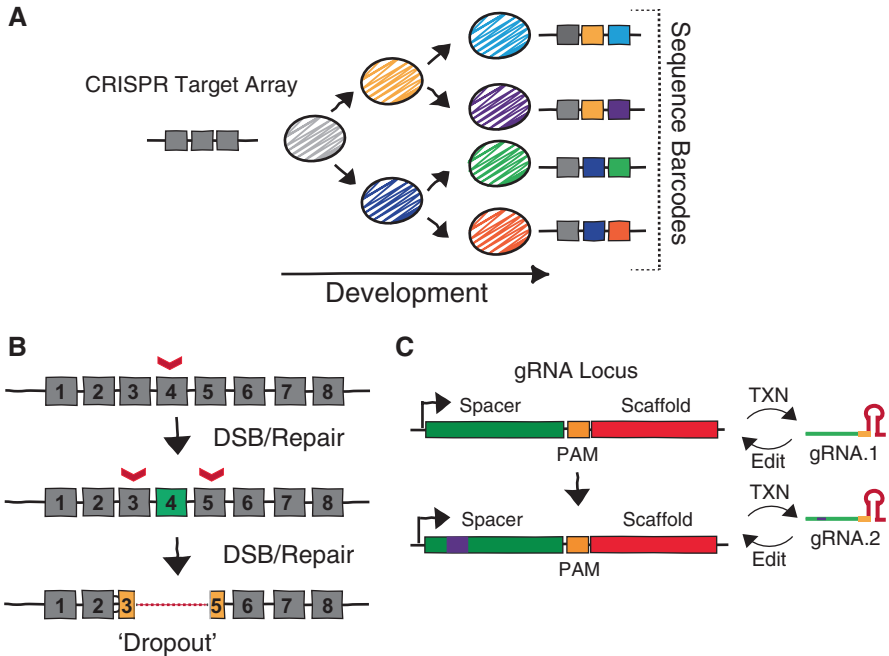 A
CRISPR Target Array
Sequence Barcodes
Development
B
1 2 3 4 5 6 7 8
DSB/Repair
1 2 3 4 5 6 7 8
DSB/Repair
1 2 3 5 6 7 8
'Dropout'
C
gRNA Locus
Spacer
Scaffold
PAM
TXN
Edit
gRNA.1
Spacer
Scaffold
PAM
TXN
Edit
gRNA.2